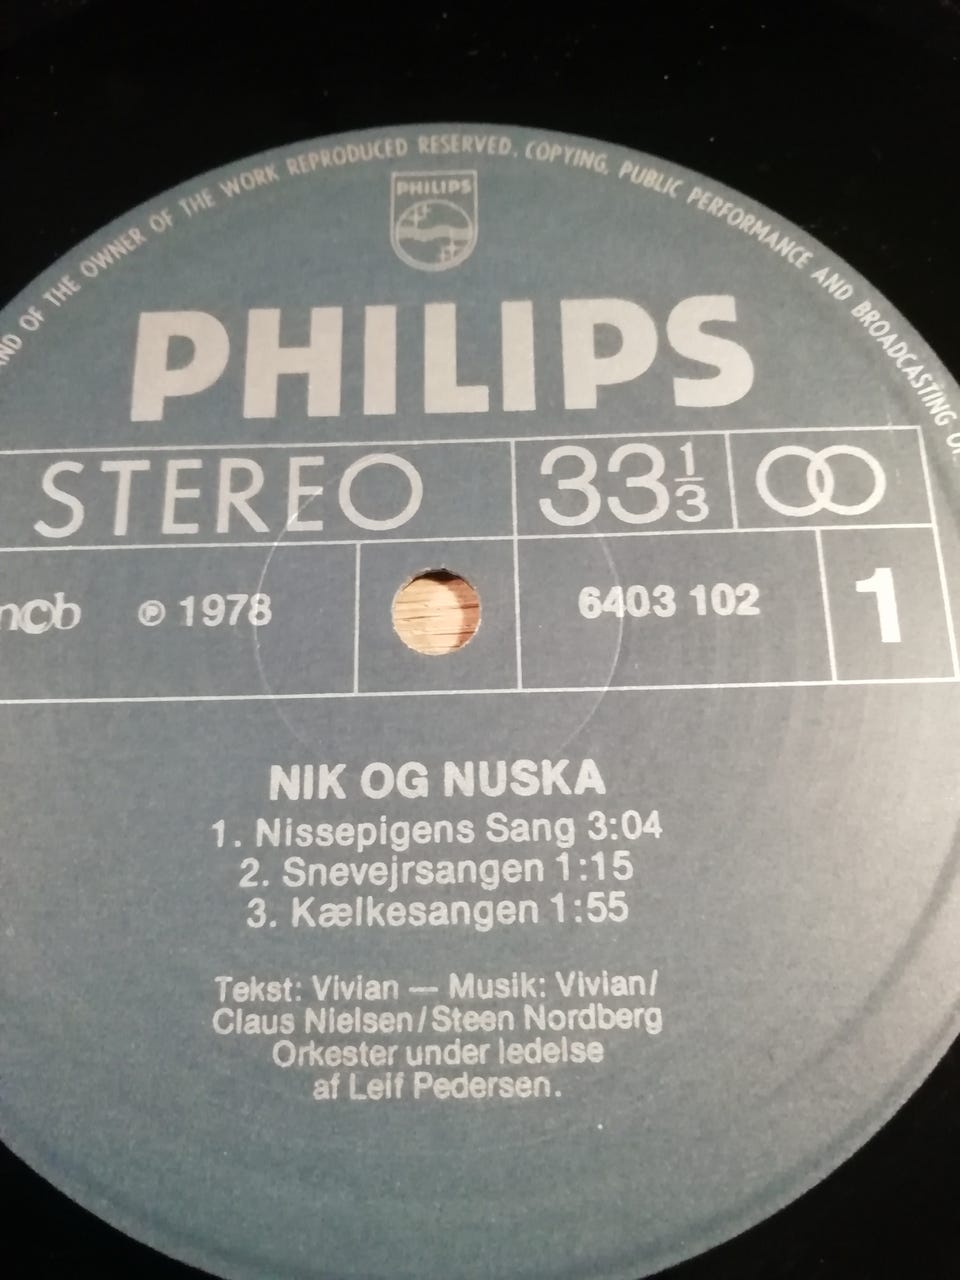 AND OF THE OWNER OF THE WORK REPRODUCED RESERVED. COPYING, PUBLIC PERFORMANCE AND BROADCASTING OF
PHILIPS
PHILIPS
STEREO 33 1/3
ncb ℗ 1978 6403 102 1
NIK OG NUSKA
1. Nissepigens Sang 3:04
2. Snevejrsangen 1:15
3. Kælkesangen 1:55
Tekst: Vivian — Musik: Vivian/
Claus Nielsen/Steen Nordberg
Orkester under ledelse
af Leif Pedersen.